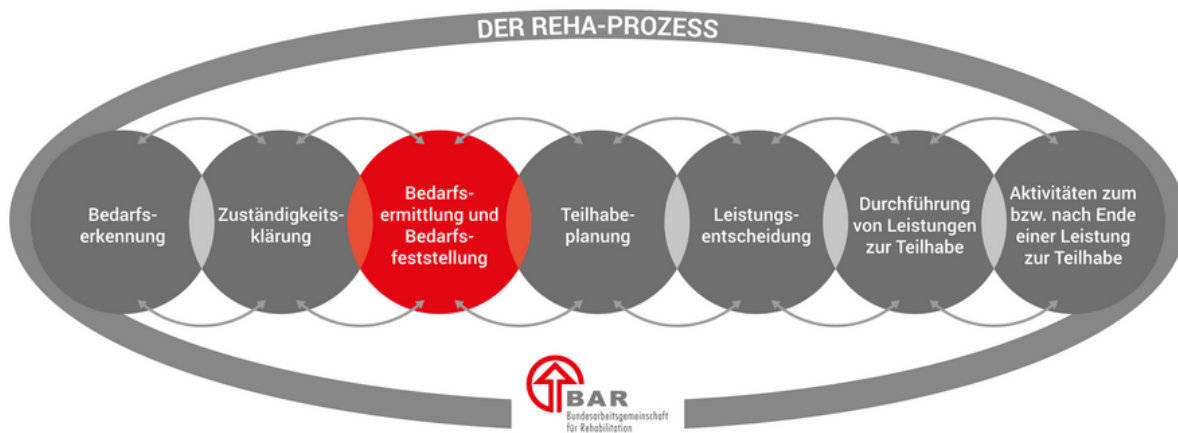 DER REHA-PROZESS
Bedarfs-
erkennung
Zuständigkeits-
klärung
Bedarfs-
ermittlung und
Bedarfs-
feststellung
Teilhabe-
planung
Leistungs-
entscheidung
Durchführung
von Leistungen
zur Teilhabe
Aktivitäten zum
bzw. nach Ende
einer Leistung
zur Teilhabe
BAR
Bundesarbeitsgemeinschaft
für Rehabilitation